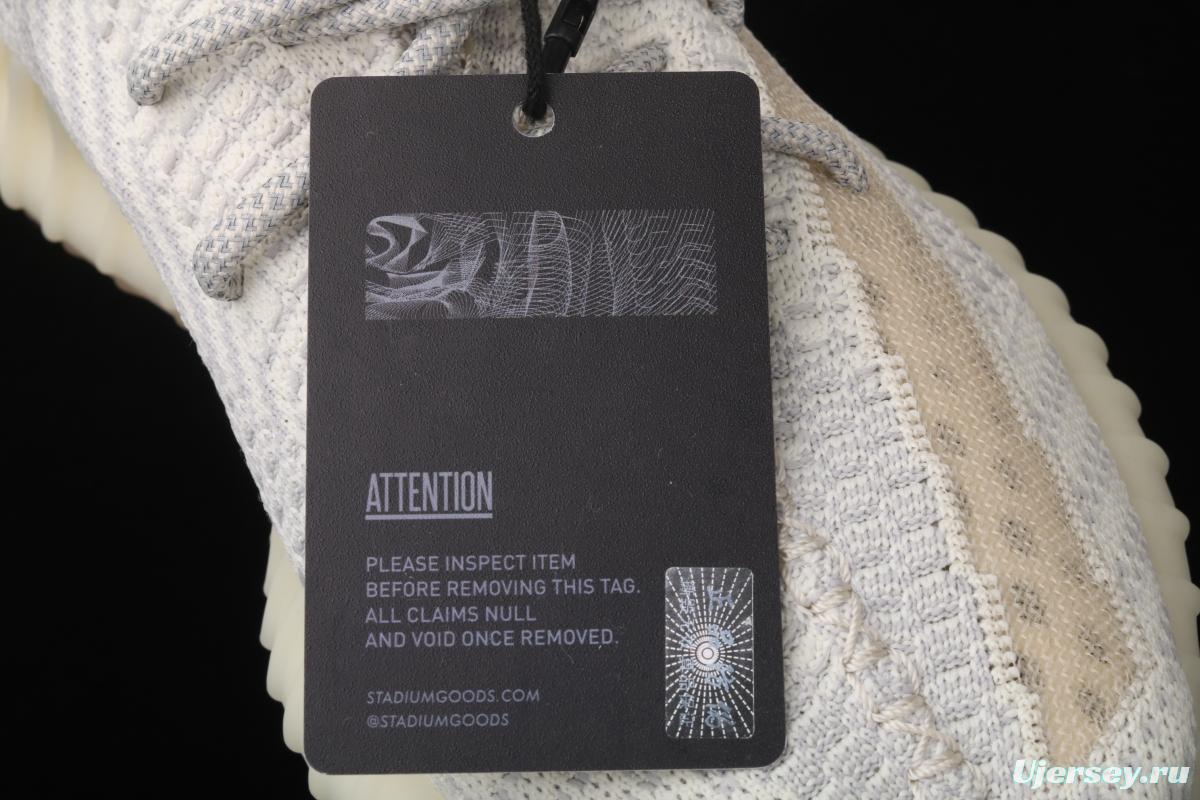 ATTENTION
PLEASE INSPECT ITEM
BEFORE REMOVING THIS TAG.
ALL CLAIMS NULL
AND VOID ONCE REMOVED.
STADIUMGOODS.COM
@STADIUMGOODS
Ujersey.ru